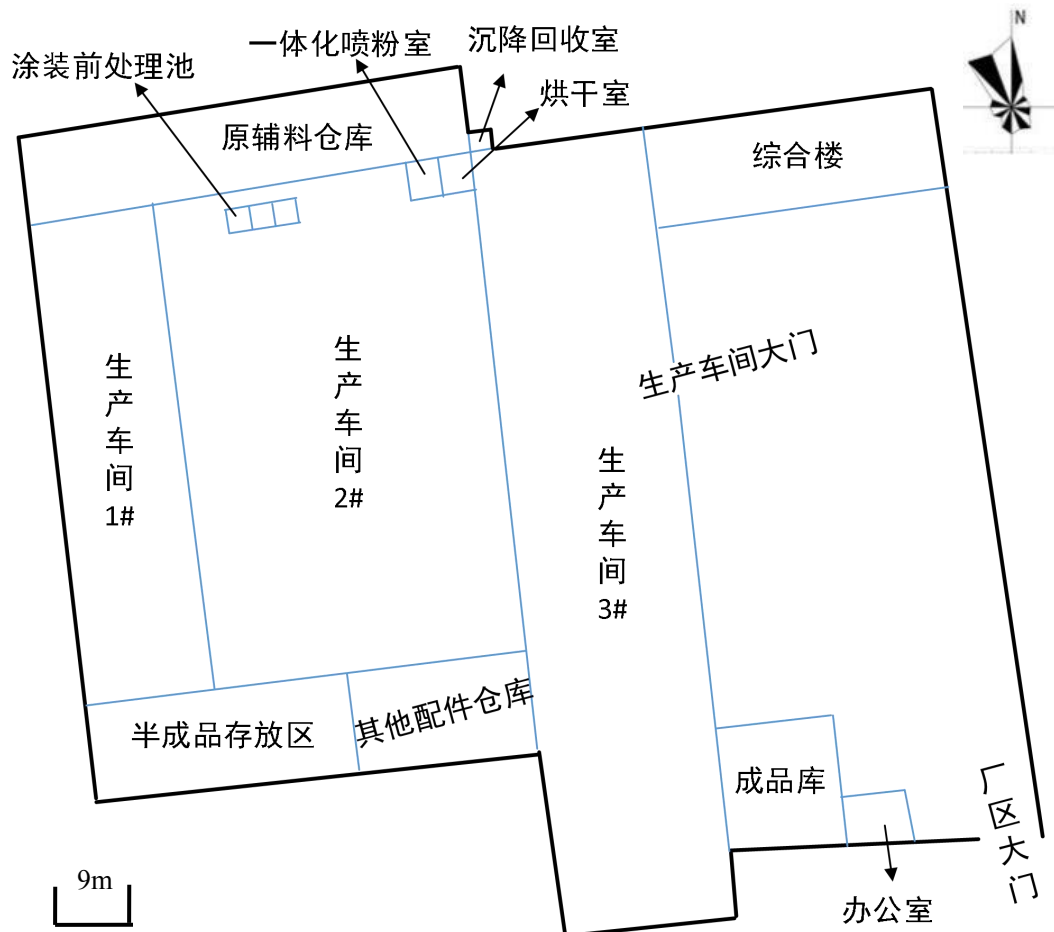 N
沉降回收室
一体化喷粉室
涂装前处理池
烘干室
原辅料仓库
综合楼
生产车间1#
生产车间2#
生产车间大门
生产车间3#
其他配件仓库
半成品存放区
成品库
厂区大门
9m
办公室